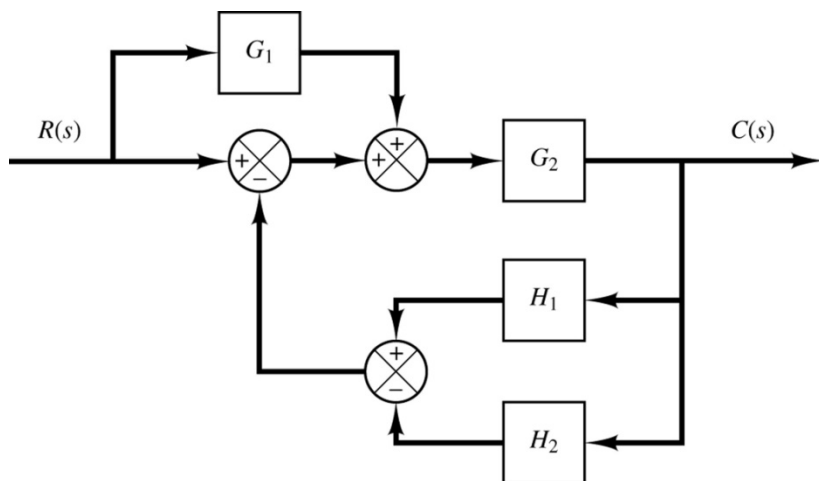 G₁
R(s)
C(s)
+
+
+
−
G₂
H₁
+
−
H₂